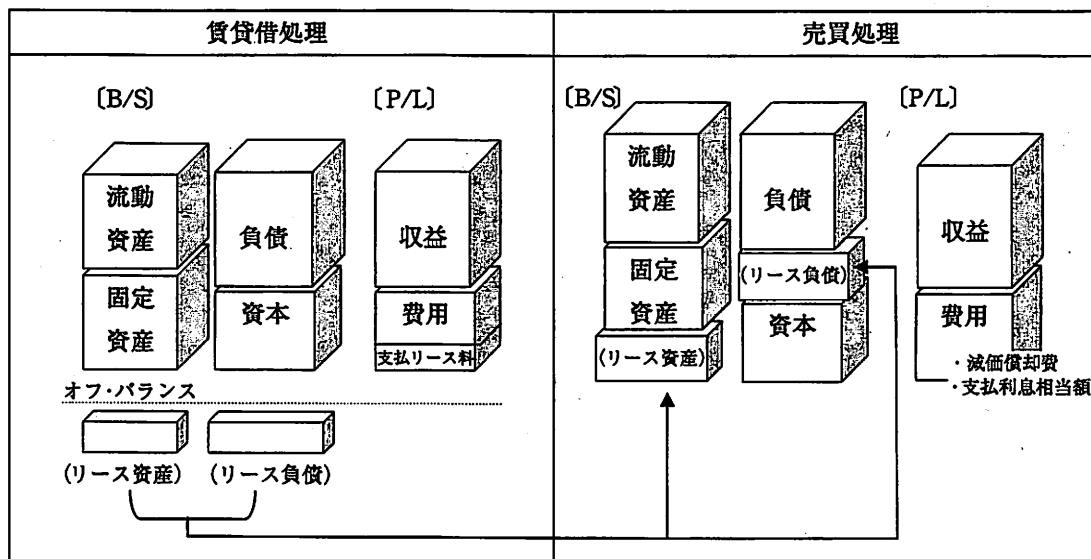 賃貸借処理
売買処理
〔B/S〕
〔P/L〕
流動
資産
負債
収益
固定
資産
資本
費用
支払リース料
オフ・バランス
(リース資産)
(リース負債)
〔B/S〕
〔P/L〕
流動
資産
負債
収益
固定
資産
(リース負債)
資本
費用
(リース資産)
・減価償却費
・支払利息相当額